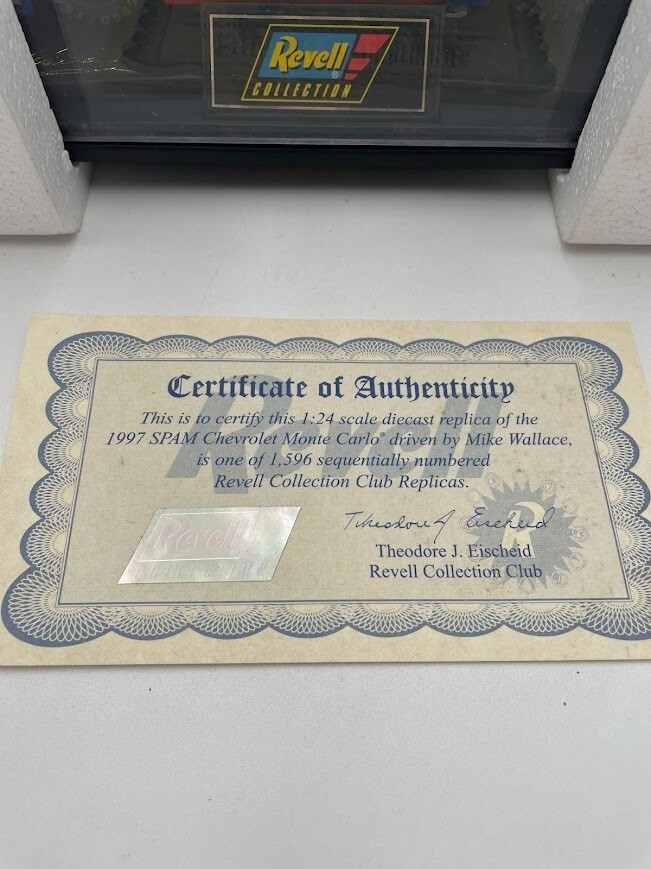 Revell
COLLECTION
Certificate of Authenticity
This is to certify this 1:24 scale diecast replica of the
1997 SPAM Chevrolet Monte Carlo® driven by Mike Wallace,
is one of 1,596 sequentially numbered
Revell Collection Club Replicas.
Revell
Theodore J Eischeid
Revell
R
Theodore J. Eischeid
Revell Collection Club